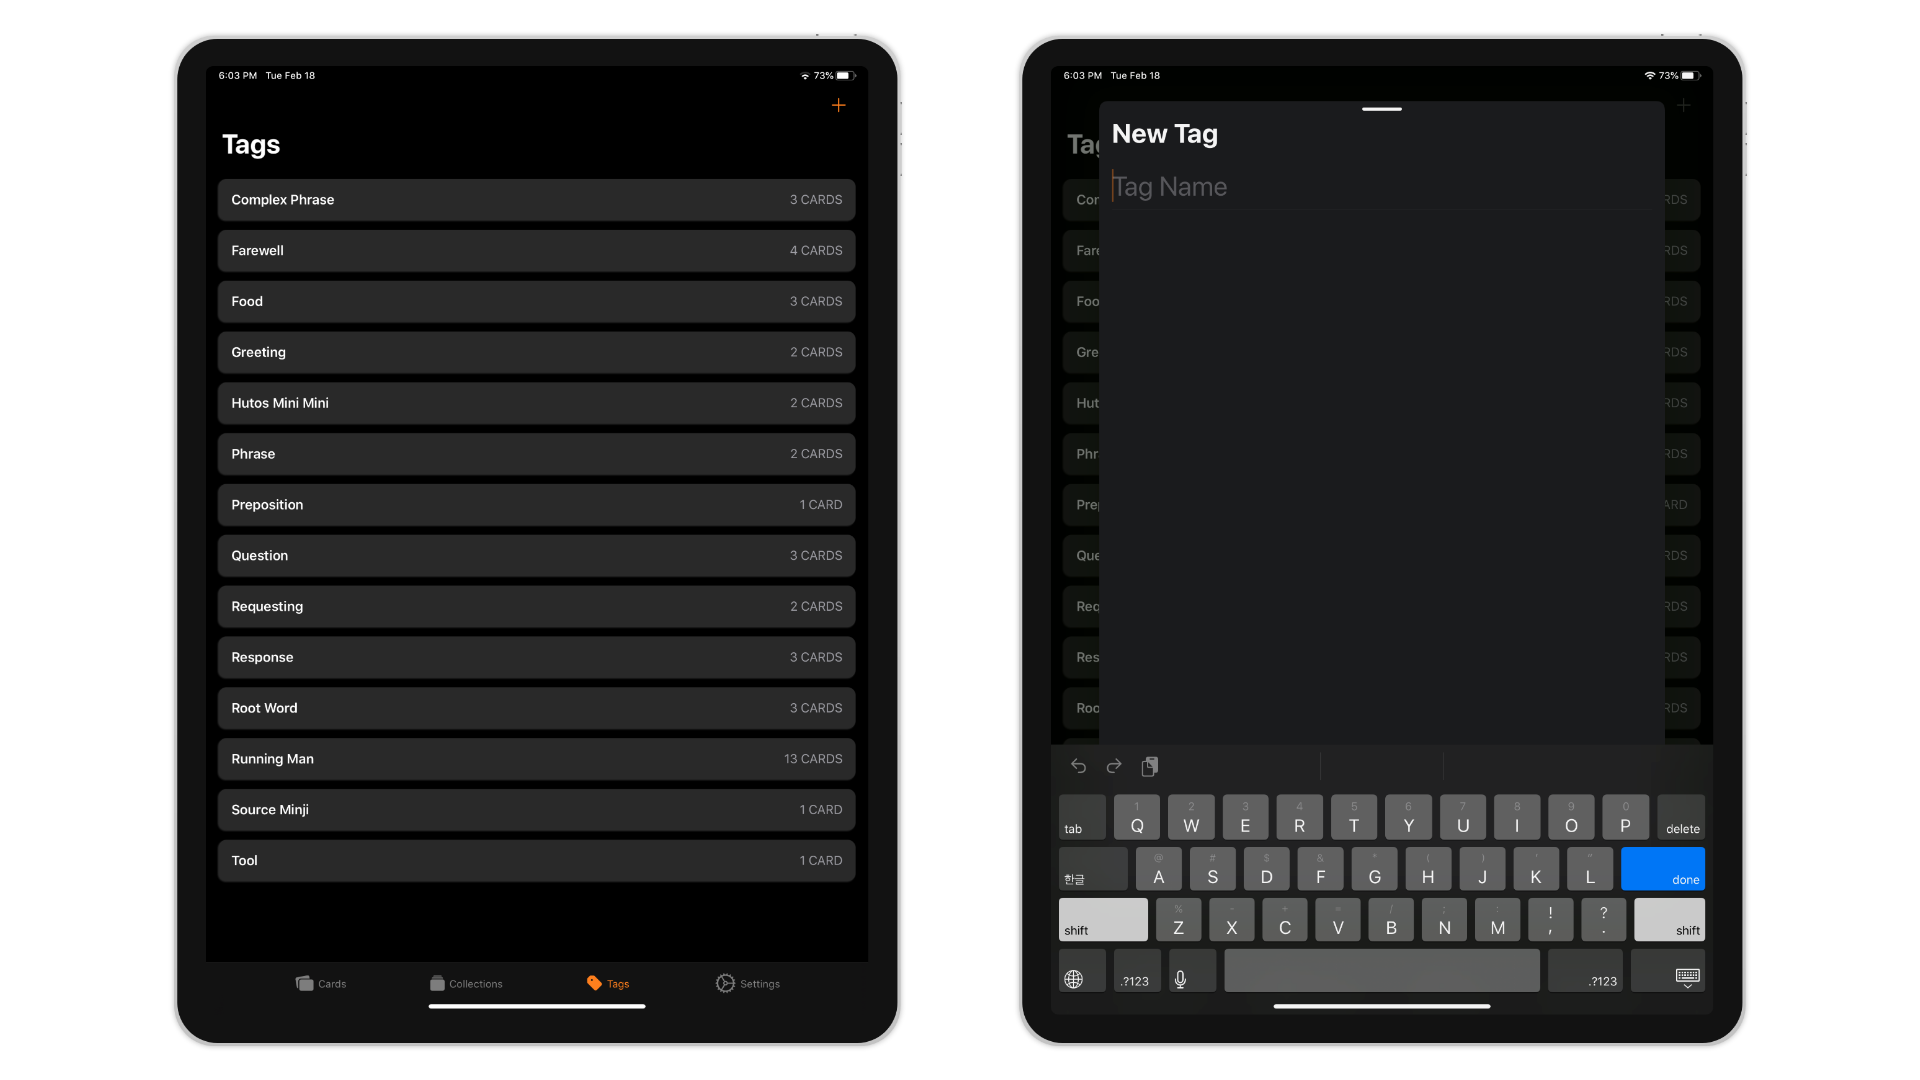 6:03 PM Tue Feb 18 73%
Tags
Complex Phrase 3 CARDS
Farewell 4 CARDS
Food 3 CARDS
Greeting 2 CARDS
Hutos Mini Mini 2 CARDS
Phrase 2 CARDS
Preposition 1 CARD
Question 3 CARDS
Requesting 2 CARDS
Response 3 CARDS
Root Word 3 CARDS
Running Man 13 CARDS
Source Minji 1 CARD
Tool 1 CARD
Cards Collections Tags Settings
6:03 PM Tue Feb 18 73%
New Tag
Tag Name
Tag
Con RDS
Fare RDS
Foo RDS
Gre RDS
Hut RDS
Phr RDS
Pre ARD
Que RDS
Req RDS
Res RDS
Roo RDS
1 2 3 4 5 6 7 8 9 0
tab Q W E R T Y U I O P delete
@ # $ & * ( ) ' "
한글 A S D F G H J K L done
% - + = / ; : ! ?
shift Z X C V B N M , . shift
.?123 .?123